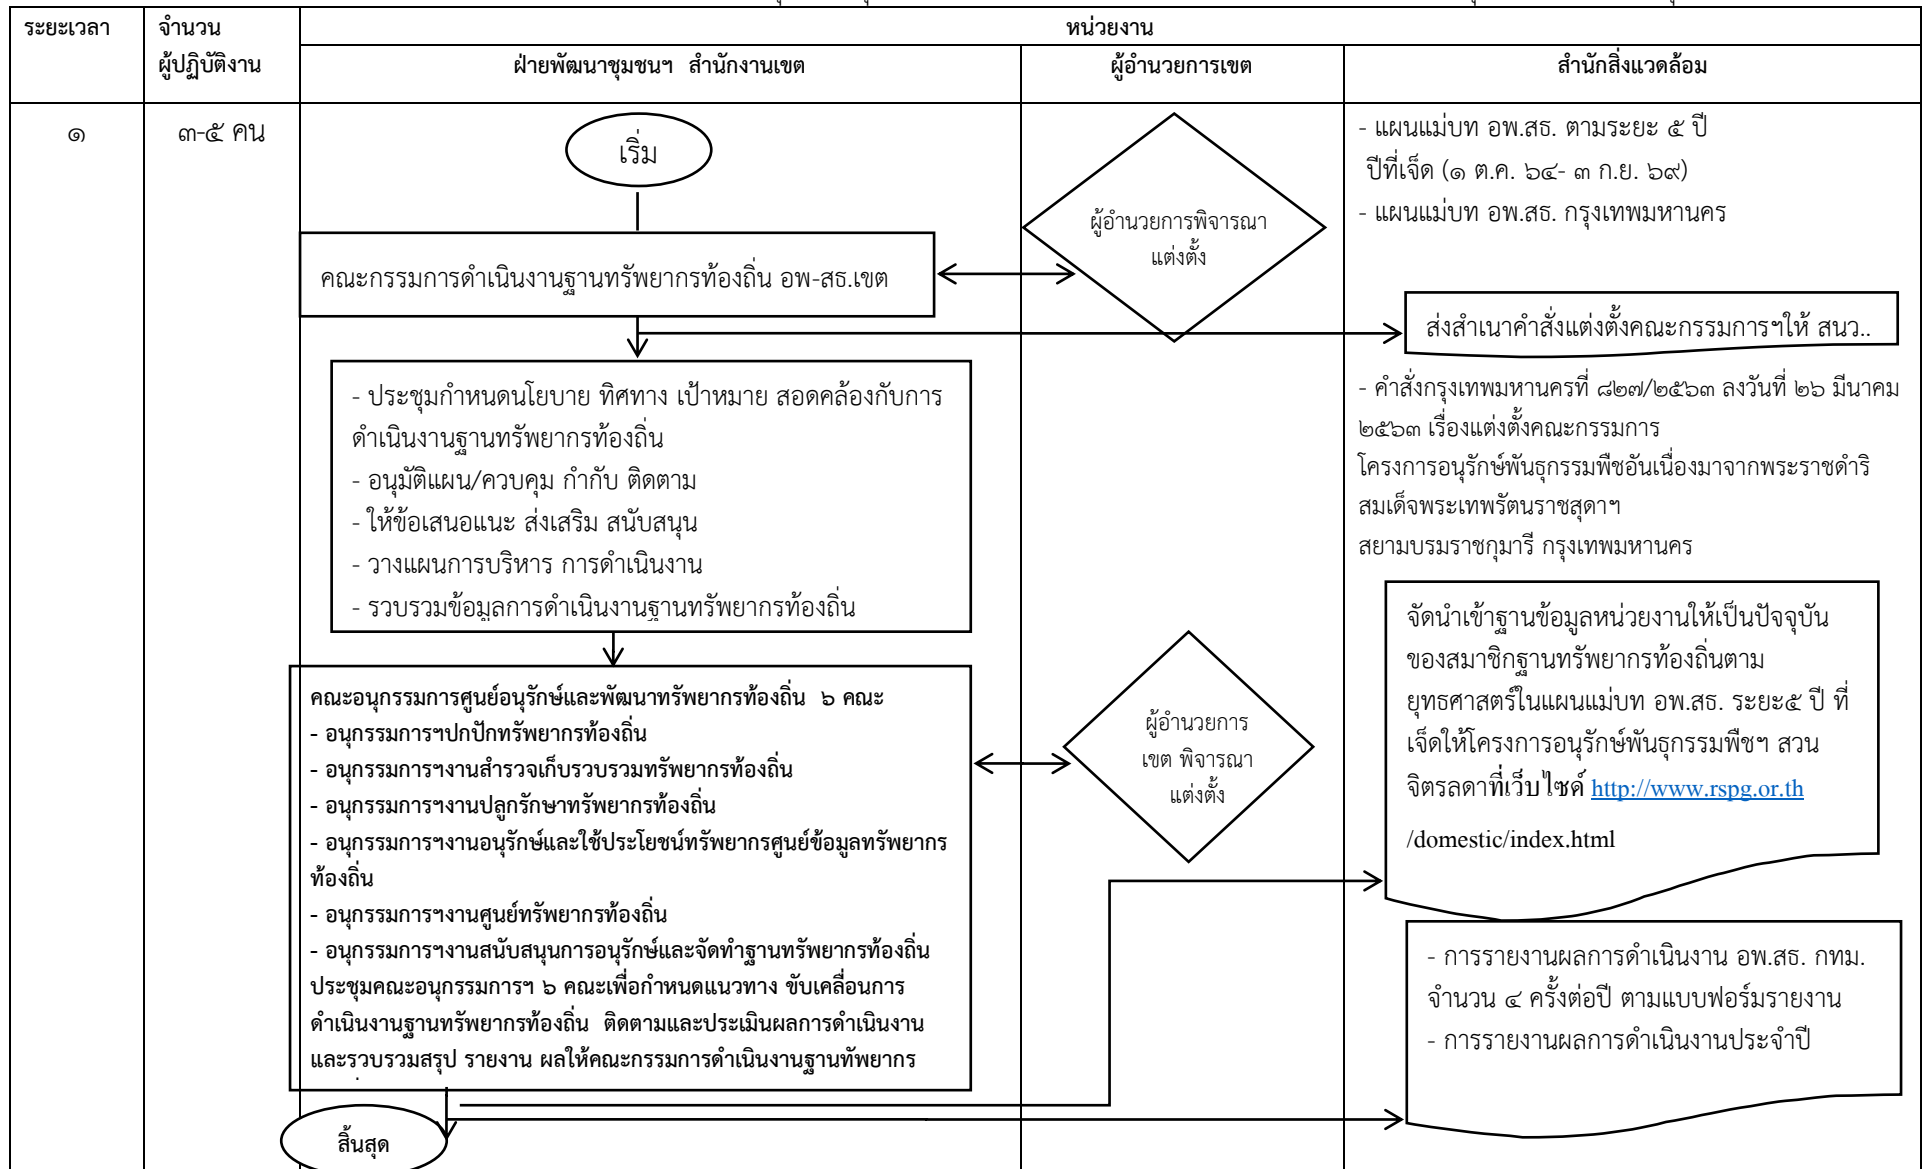 ระยะเวลา
จำนวน
ผู้ปฏิบัติงาน
หน่วยงาน
ฝ่ายพัฒนาชุมชนฯ สำนักงานเขต
ผู้อำนวยการเขต
สำนักสิ่งแวดล้อม
๑
๓-๕ คน
เริ่ม
คณะกรรมการดำเนินงานฐานทรัพยากรท้องถิ่น อพ-สธ.เขต
ผู้อำนวยการพิจารณา
แต่งตั้ง
- แผนแม่บท อพ.สธ. ตามระยะ ๕ ปี
ปีที่เจ็ด (๑ ต.ค. ๖๔- ๓ ก.ย. ๖๙)
- แผนแม่บท อพ.สธ. กรุงเทพมหานคร
ส่งสำเนาคำสั่งแต่งตั้งคณะกรรมการฯให้ สนว..
- ประชุมกำหนดนโยบาย ทิศทาง เป้าหมาย สอดคล้องกับการ
ดำเนินงานฐานทรัพยากรท้องถิ่น
- อนุมัติแผน/ควบคุม กำกับ ติดตาม
- ให้ข้อเสนอแนะ ส่งเสริม สนับสนุน
- วางแผนการบริหาร การดำเนินงาน
- รวบรวมข้อมูลการดำเนินงานฐานทรัพยากรท้องถิ่น
- คำสั่งกรุงเทพมหานครที่ ๘๒๗/๒๕๖๓ ลงวันที่ ๒๖ มีนาคม
๒๕๖๓ เรื่องแต่งตั้งคณะกรรมการ
โครงการอนุรักษ์พันธุกรรมพืชอันเนื่องมาจากพระราชดำริ
สมเด็จพระเทพรัตนราชสุดาฯ
สยามบรมราชกุมารี กรุงเทพมหานคร
คณะอนุกรรมการศูนย์อนุรักษ์และพัฒนาทรัพยากรท้องถิ่น ๖ คณะ
- อนุกรรมการฯปกปักทรัพยากรท้องถิ่น
- อนุกรรมการฯงานสำรวจเก็บรวบรวมทรัพยากรท้องถิ่น
- อนุกรรมการฯงานปลูกรักษาทรัพยากรท้องถิ่น
- อนุกรรมการฯงานอนุรักษ์และใช้ประโยชน์ทรัพยากรศูนย์ข้อมูลทรัพยากร
ท้องถิ่น
- อนุกรรมการฯงานศูนย์ทรัพยากรท้องถิ่น
- อนุกรรมการฯงานสนับสนุนการอนุรักษ์และจัดทำฐานทรัพยากรท้องถิ่น
ประชุมคณะอนุกรรมการฯ ๖ คณะเพื่อกำหนดแนวทาง ขับเคลื่อนการ
ดำเนินงานฐานทรัพยากรท้องถิ่น ติดตามและประเมินผลการดำเนินงาน
และรวบรวมสรุป รายงาน ผลให้คณะกรรมการดำเนินงานฐานทัพยากร
ผู้อำนวยการ
เขต พิจารณา
แต่งตั้ง
จัดนำเข้าฐานข้อมูลหน่วยงานให้เป็นปัจจุบัน
ของสมาชิกฐานทรัพยากรท้องถิ่นตาม
ยุทธศาสตร์ในแผนแม่บท อพ.สธ. ระยะ๕ ปี ที่
เจ็ดให้โครงการอนุรักษ์พันธุกรรมพืชฯ สวน
จิตรลดาที่เว็บไซด์ http://www.rspg.or.th
/domestic/index.html
- การรายงานผลการดำเนินงาน อพ.สธ. กทม.
จำนวน ๔ ครั้งต่อปี ตามแบบฟอร์มรายงาน
- การรายงานผลการดำเนินงานประจำปี
สิ้นสุด